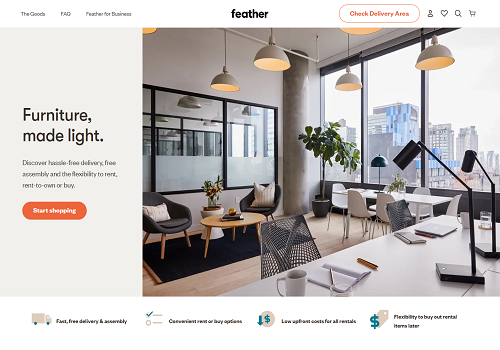 The Goods
FAQ
Feather for Business
feather
Check Delivery Area
Furniture,
made light.
Discover hassle-free delivery, free
assembly and the flexibility to rent,
rent-to-own or buy.
Start shopping
Fast, free delivery & assembly
Convenient rent or buy options
Low upfront costs for all rentals
Flexibility to buy out rental
items later